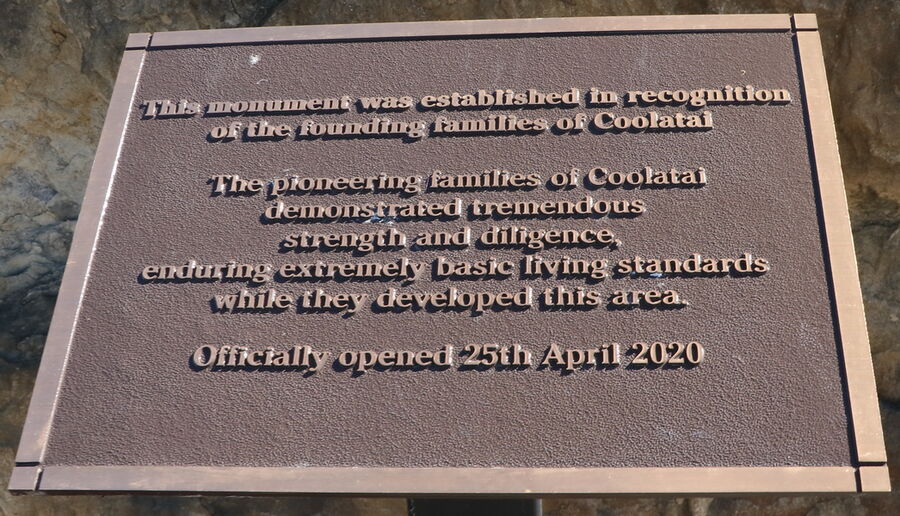 This monument was established in recognition
of the founding families of Coolatai
The pioneering families of Coolatai
demonstrated tremendous
strength and diligence,
enduring extremely basic living standards
while they developed this area.
Officially opened 25th April 2020